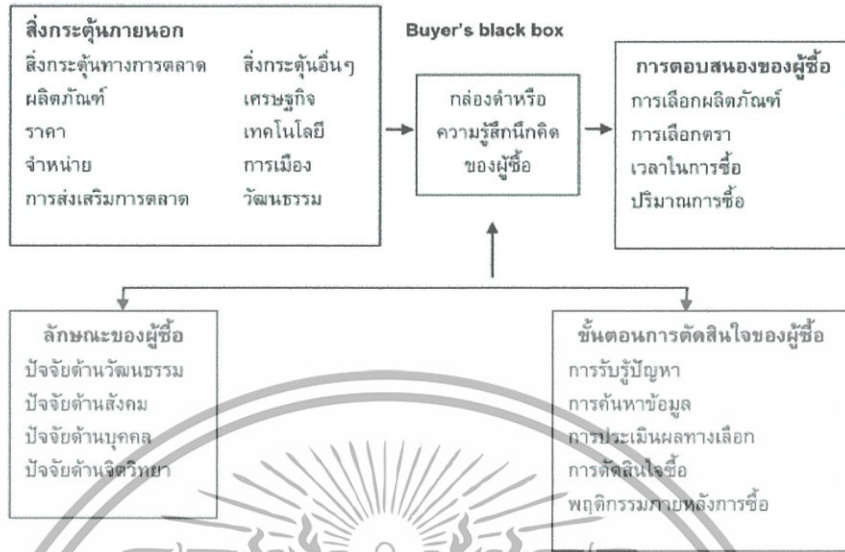 สิ่งกระตุ้นภายนอก
สิ่งกระตุ้นทางการตลาด สิ่งกระตุ้นอื่นๆ
ผลิตภัณฑ์ เศรษฐกิจ
ราคา เทคโนโลยี
จำหน่าย การเมือง
การส่งเสริมการตลาด วัฒนธรรม
Buyer's black box
กล่องดำหรือ
ความรู้สึกนึกคิด
ของผู้ซื้อ
การตอบสนองของผู้ซื้อ
การเลือกผลิตภัณฑ์
การเลือกตรา
เวลาในการซื้อ
ปริมาณการซื้อ
ลักษณะของผู้ซื้อ
ปัจจัยด้านวัฒนธรรม
ปัจจัยด้านสังคม
ปัจจัยด้านบุคคล
ปัจจัยด้านจิตวิทยา
ขั้นตอนการตัดสินใจของผู้ซื้อ
การรับรู้ปัญหา
การค้นหาข้อมูล
การประเมินผลทางเลือก
การตัดสินใจซื้อ
พฤติกรรมภายหลังการซื้อ